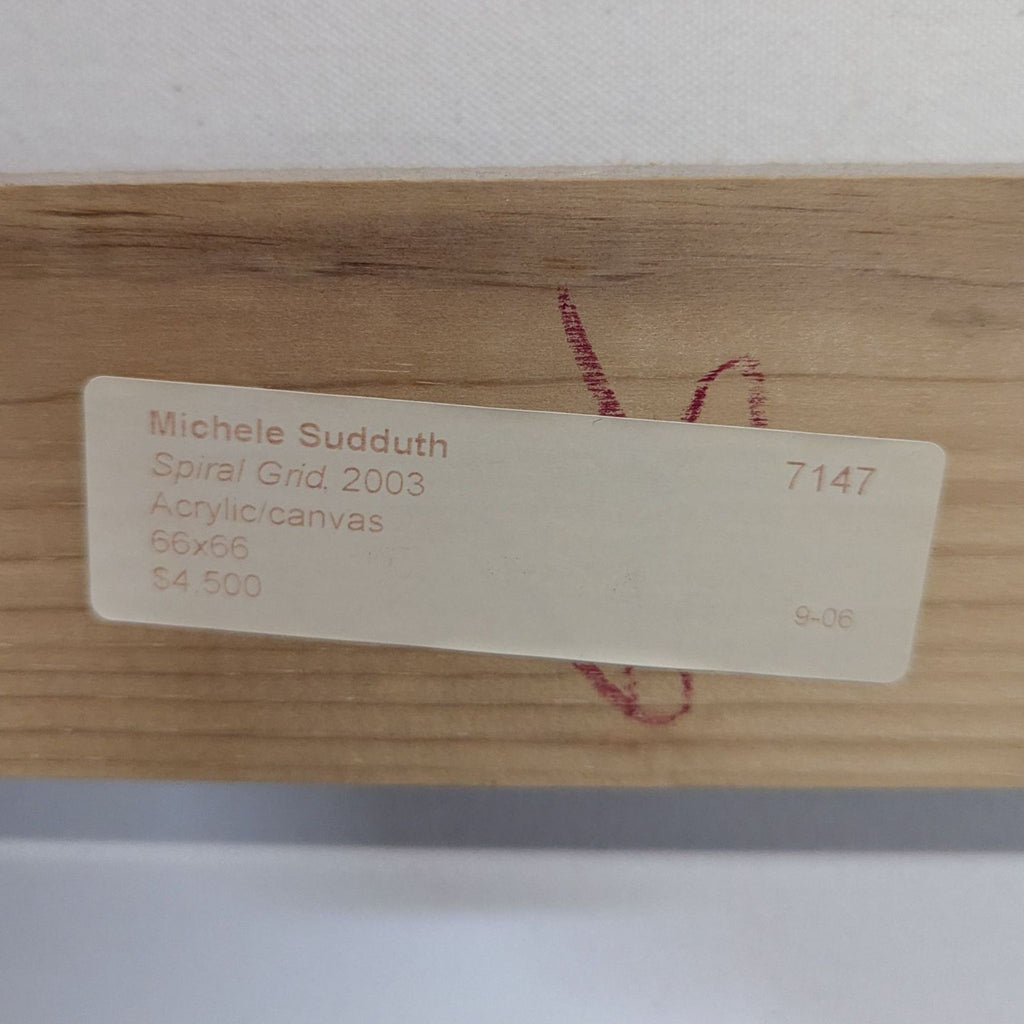 Michele Sudduth
Spiral Grid, 2003
Acrylic/canvas
66x66
$4,500
7147
9-06